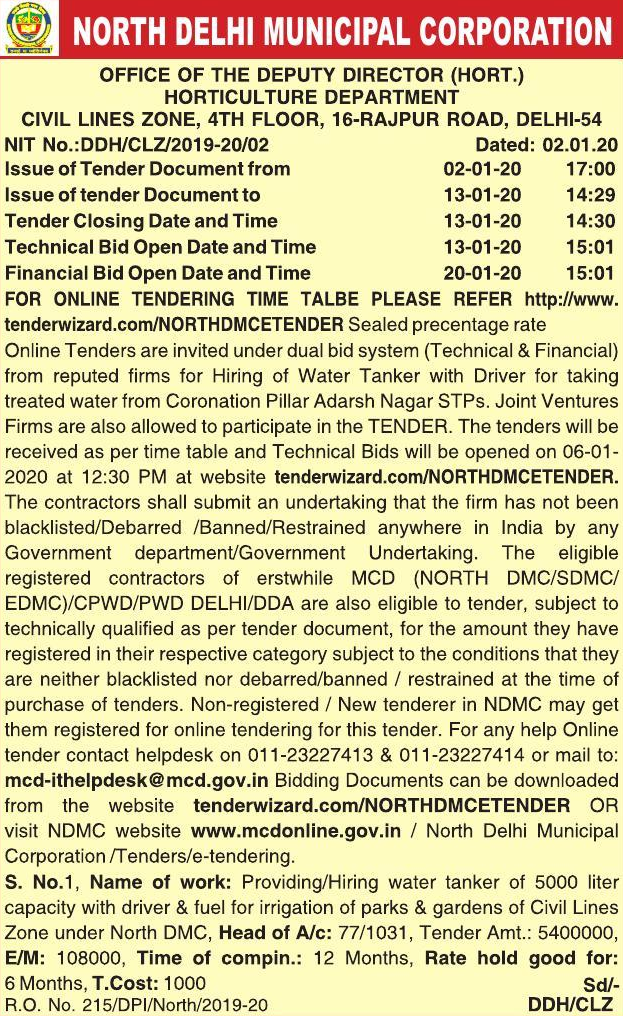 NORTH DELHI MUNICIPAL CORPORATION
OFFICE OF THE DEPUTY DIRECTOR (HORT.)
HORTICULTURE DEPARTMENT
CIVIL LINES ZONE, 4TH FLOOR, 16-RAJPUR ROAD, DELHI-54
NIT No.:DDH/CLZ/2019-20/02 Dated: 02.01.20
Issue of Tender Document from 02-01-20 17:00
Issue of tender Document to 13-01-20 14:29
Tender Closing Date and Time 13-01-20 14:30
Technical Bid Open Date and Time 13-01-20 15:01
Financial Bid Open Date and Time 20-01-20 15:01
FOR ONLINE TENDERING TIME TALBE PLEASE REFER http://www.
tenderwizard.com/NORTHDMCETENDER Sealed precentage rate
Online Tenders are invited under dual bid system (Technical & Financial)
from reputed firms for Hiring of Water Tanker with Driver for taking
treated water from Coronation Pillar Adarsh Nagar STPs. Joint Ventures
Firms are also allowed to participate in the TENDER. The tenders will be
received as per time table and Technical Bids will be opened on 06-01-
2020 at 12:30 PM at website tenderwizard.com/NORTHDMCETENDER.
The contractors shall submit an undertaking that the firm has not been
blacklisted/Debarred /Banned/Restrained anywhere in India by any
Government department/Government Undertaking. The eligible
registered contractors of erstwhile MCD (NORTH DMC/SDMC/
EDMC)/CPWD/PWD DELHI/DDA are also eligible to tender, subject to
technically qualified as per tender document, for the amount they have
registered in their respective category subject to the conditions that they
are neither blacklisted nor debarred/banned / restrained at the time of
purchase of tenders. Non-registered / New tenderer in NDMC may get
them registered for online tendering for this tender. For any help Online
tender contact helpdesk on 011-23227413 & 011-23227414 or mail to:
mcd-ithelpdesk@mcd.gov.in Bidding Documents can be downloaded
from the website tenderwizard.com/NORTHDMCETENDER OR
visit NDMC website www.mcdonline.gov.in / North Delhi Municipal
Corporation /Tenders/e-tendering.
S. No.1, Name of work: Providing/Hiring water tanker of 5000 liter
capacity with driver & fuel for irrigation of parks & gardens of Civil Lines
Zone under North DMC, Head of A/c: 77/1031, Tender Amt.: 5400000,
E/M: 108000, Time of compin.: 12 Months, Rate hold good for:
6 Months, T.Cost: 1000 Sd/-
R.O. No. 215/DPI/North/2019-20 DDH/CLZ